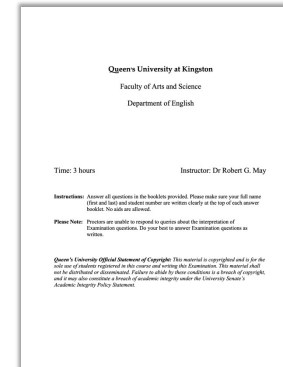 Queen's University at Kingston
Faculty of Arts and Science
Department of English
Time: 3 hours Instructor: Dr Robert G. May
Instructions: Answer all questions in the booklets provided. Please make sure your full name
(first and last) and student number are written clearly at the top of each answer
booklet. No aids are allowed.
Please Note: Proctors are unable to respond to queries about the interpretation of
Examination questions. Do your best to answer Examination questions as
written.
Queen's University Official Statement of Copyright: This material is copyrighted and is for the
sole use of students registered in this course and writing this Examination. This material shall
not be distributed or disseminated. Failure to abide by these conditions is a breach of copyright,
and it may also constitute a breach of academic integrity under the University Senate's
Academic Integrity Policy Statement.